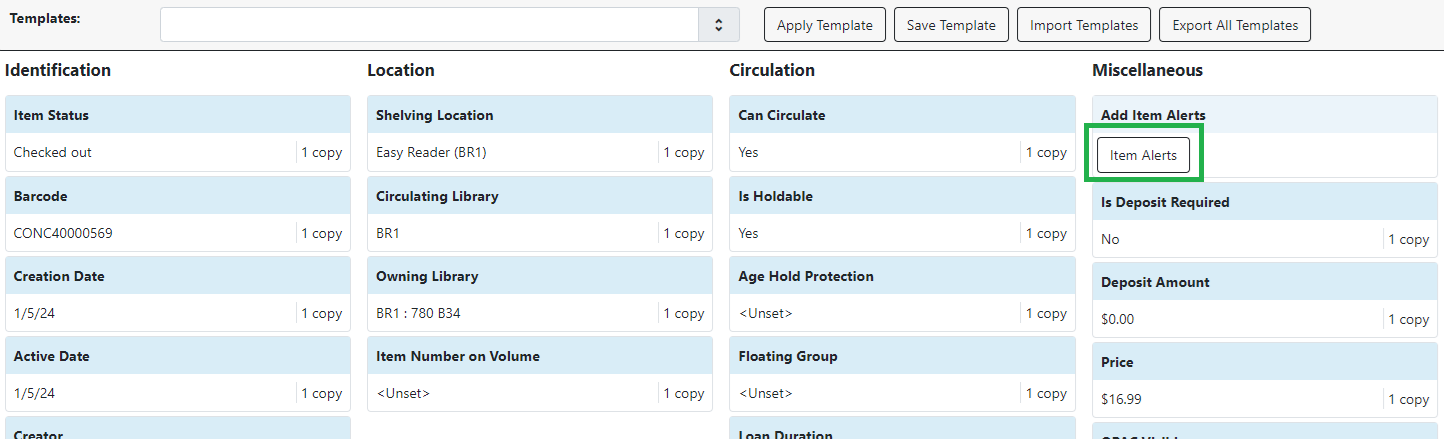 Templates:
Apply Template
Save Template
Import Templates
Export All Templates
Identification
Item Status
Checked out 1 copy
Barcode
CONC40000569 1 copy
Creation Date
1/5/24 1 copy
Active Date
1/5/24 1 copy
Creator
Location
Shelving Location
Easy Reader (BR1) 1 copy
Circulating Library
BR1 1 copy
Owning Library
BR1 : 780 B34 1 copy
Item Number on Volume
<Unset> 1 copy
Circulation
Can Circulate
Yes 1 copy
Is Holdable
Yes 1 copy
Age Hold Protection
<Unset> 1 copy
Floating Group
<Unset> 1 copy
Loan Duration
Miscellaneous
Add Item Alerts
Item Alerts
Is Deposit Required
No 1 copy
Deposit Amount
$0.00 1 copy
Price
$16.99 1 copy